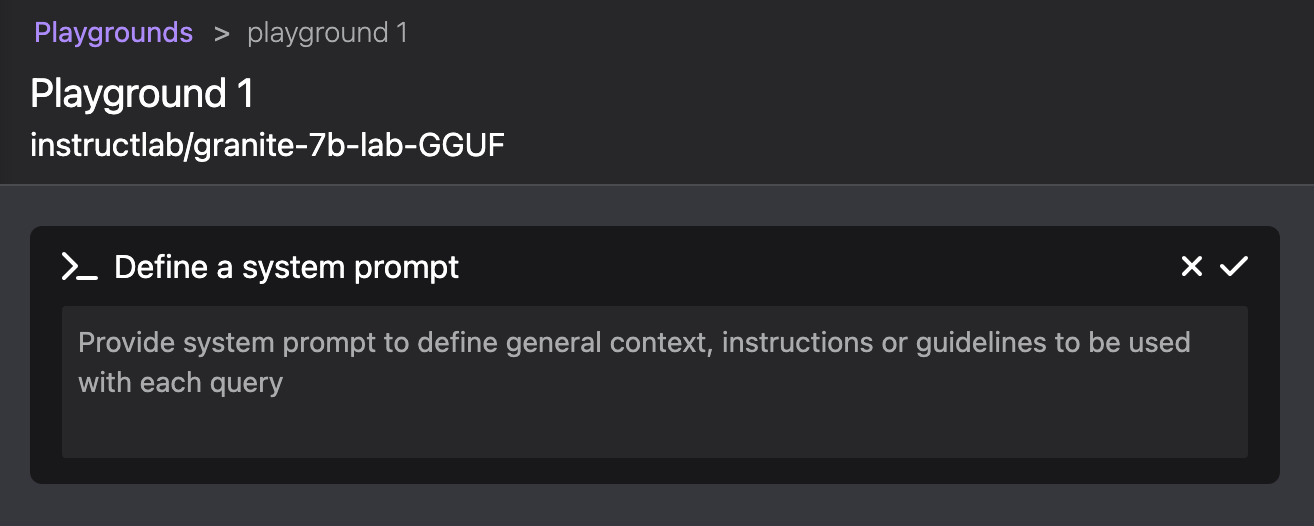 Playgrounds > playground 1
Playground 1
instructlab/granite-7b-lab-GGUF
Define a system prompt
Provide system prompt to define general context, instructions or guidelines to be used
with each query